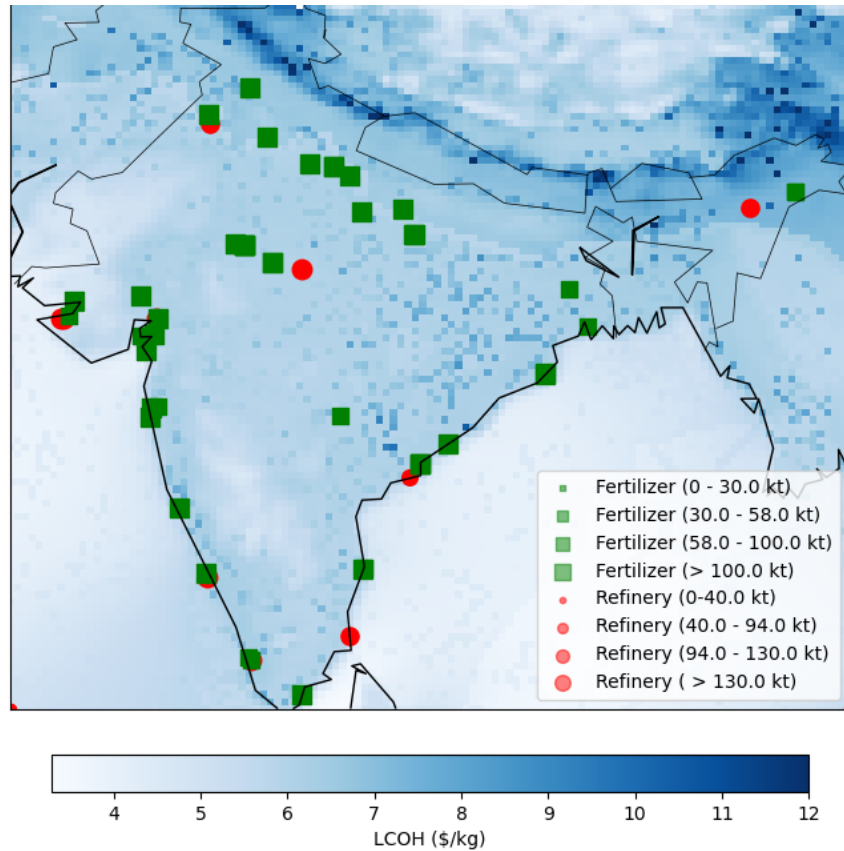 Fertilizer (0 - 30.0 kt)
Fertilizer (30.0 - 58.0 kt)
Fertilizer (58.0 - 100.0 kt)
Fertilizer (> 100.0 kt)
Refinery (0-40.0 kt)
Refinery (40.0 - 94.0 kt)
Refinery (94.0 - 130.0 kt)
Refinery ( > 130.0 kt)
4 5 6 7 8 9 10 11 12
LCOH ($/kg)